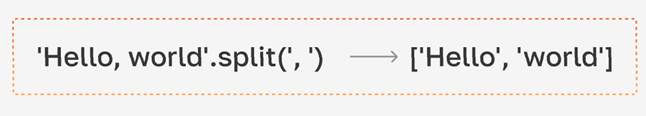 'Hello, world'.split(', ') ⟶ ['Hello', 'world']